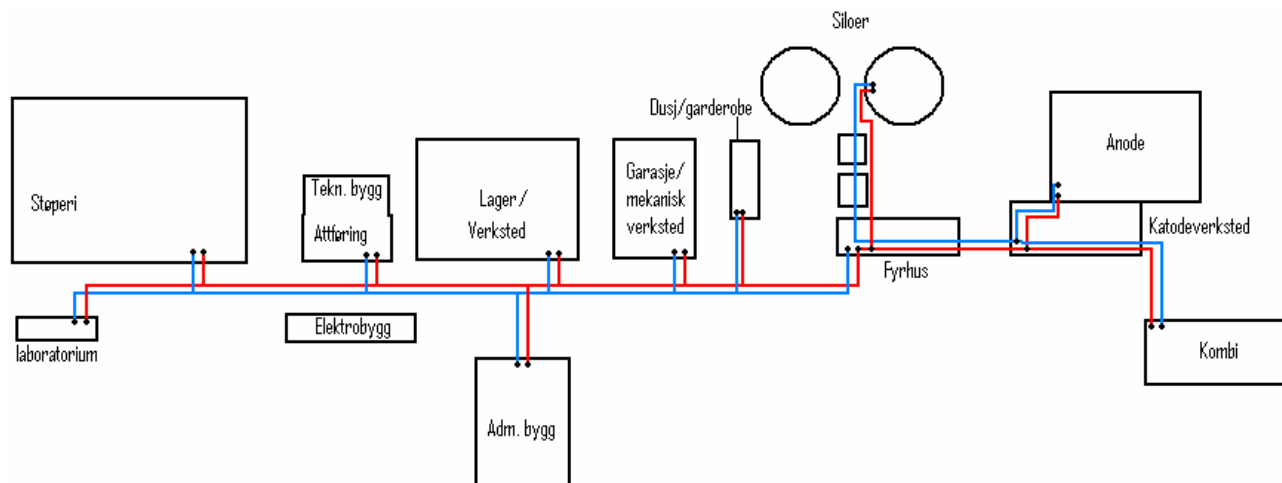 Siloer
Dusj/garderobe
Støperi
Tekn. bygg
Attføring
Lager/
Verksted
Garasje/
mekanisk
verksted
Anode
Katodeverksted
Fyrhus
laboratorium
Elektrobygg
Adm. bygg
Kombi